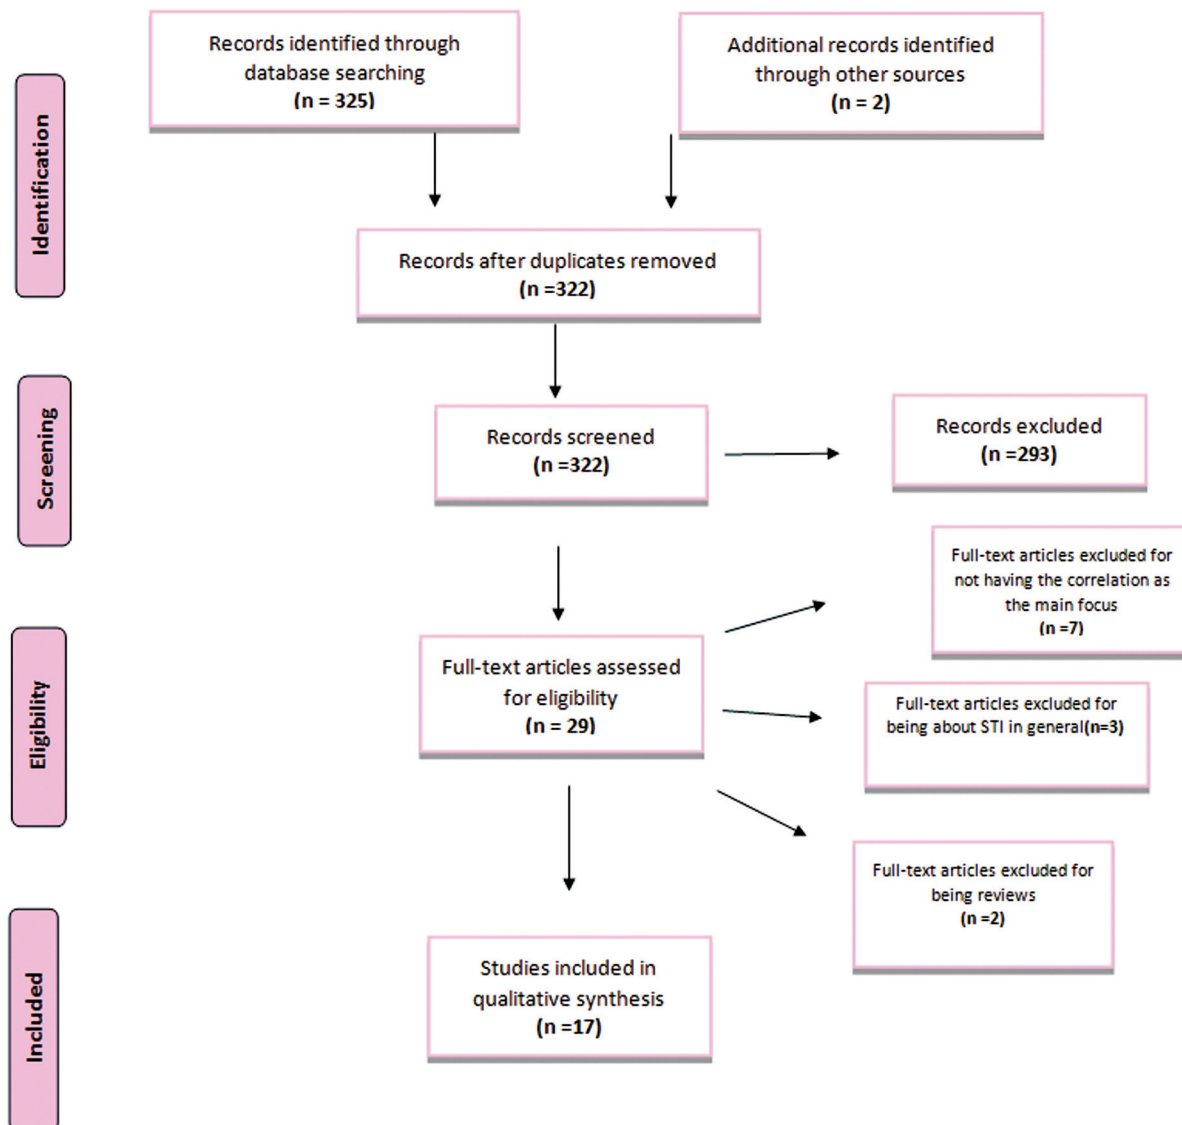 Identification
Records identified through
database searching
(n = 325)
Additional records identified
through other sources
(n = 2)
Records after duplicates removed
(n =322)
Screening
Records screened
(n =322)
Records excluded
(n =293)
Eligibility
Full-text articles assessed
for eligibility
(n = 29)
Full-text articles excluded for
not having the correlation as
the main focus
(n =7)
Full-text articles excluded for
being about STI in general(n=3)
Full-text articles excluded for
being reviews
(n =2)
Included
Studies included in
qualitative synthesis
(n =17)